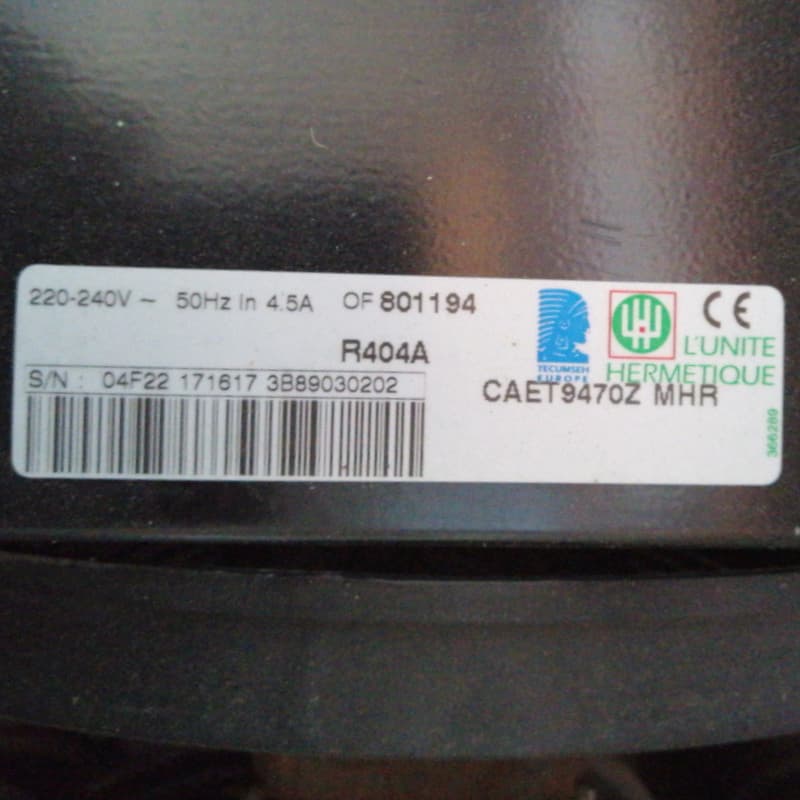 220-240V ~ 50Hz In 4.5A OF 801194
R404A
S/N : 04F22 171617 3B89030202
TECUMSEH
EUROPE
CE
L'UNITE
HERMETIQUE
CAET9470Z MHR
366289